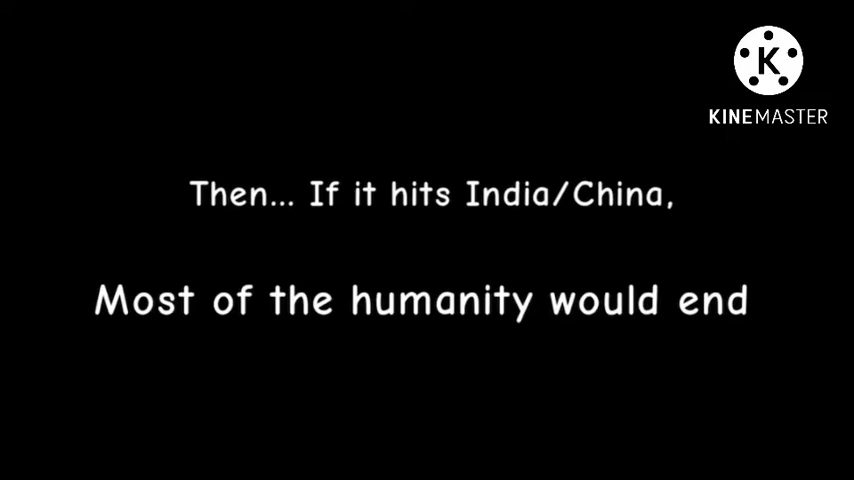 K
KINEMASTER
Then... If it hits India/China,
Most of the humanity would end